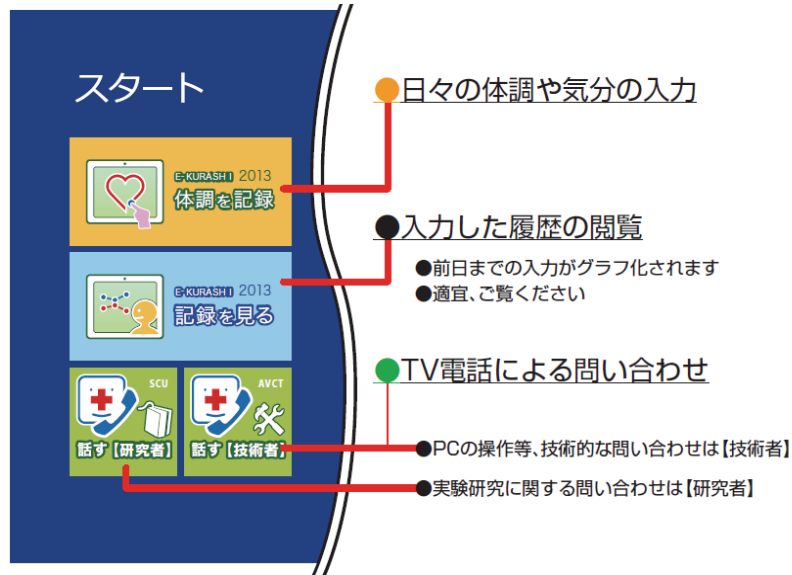 スタート
E-KURASHI 2013
体調を記録
E-KURASHI 2013
記録を見る
SCU
話す【研究者】
AVCT
話す【技術者】
●日々の体調や気分の入力
●入力した履歴の閲覧
●前日までの入力がグラフ化されます
●適宜、ご覧ください
●TV電話による問い合わせ
●PCの操作等、技術的な問い合わせは【技術者】
●実験研究に関する問い合わせは【研究者】